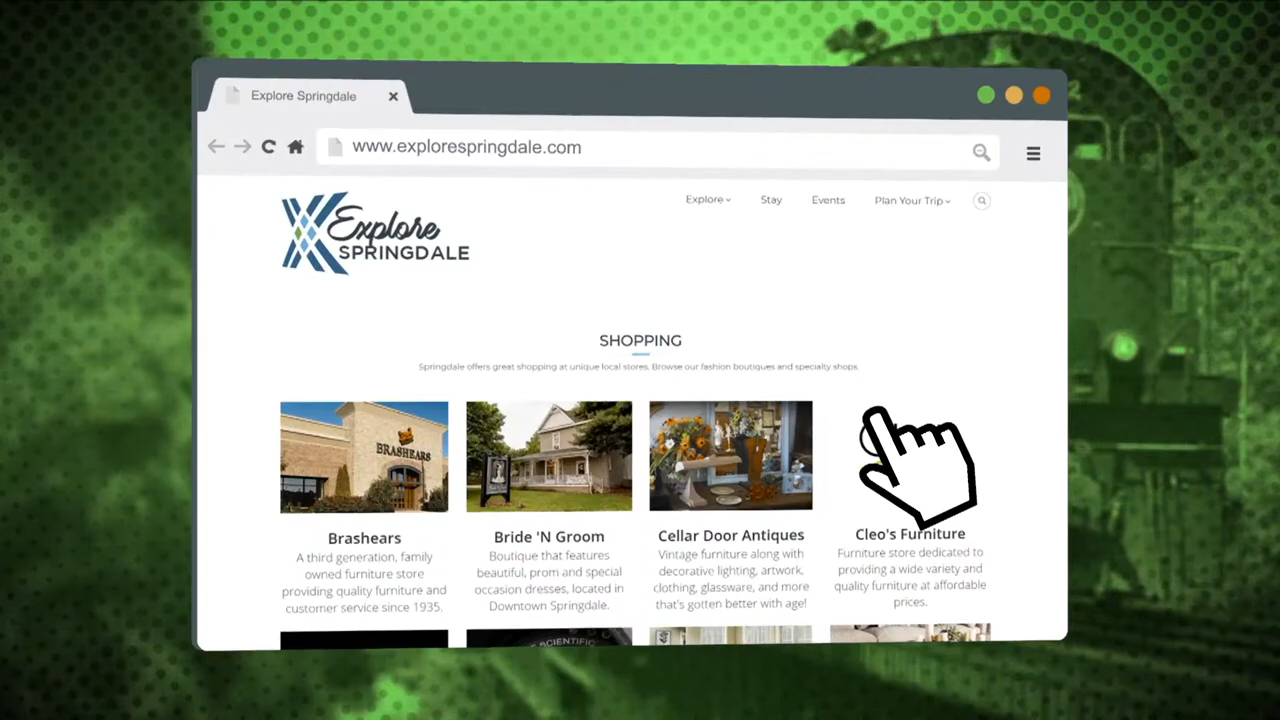 Explore Springdale
www.explorespringdale.com
Explore
Stay
Events
Plan Your Trip
Explore
SPRINGDALE
SHOPPING
Springdale offers great shopping at unique local stores. Browse our fashion boutiques and specialty shops.
BRASHEARS
Brashears
A third generation, family
owned furniture store
providing quality furniture and
customer service since 1935.
Bride 'N Groom
Boutique that features
beautiful, prom and special
occasion dresses, located in
Downtown Springdale.
Cellar Door Antiques
Vintage furniture along with
decorative lighting, artwork,
clothing, glassware, and more
that's gotten better with age!
Cleo's Furniture
Furniture store dedicated to
providing a wide variety and
quality furniture at affordable
prices.
SCIENTIFIC